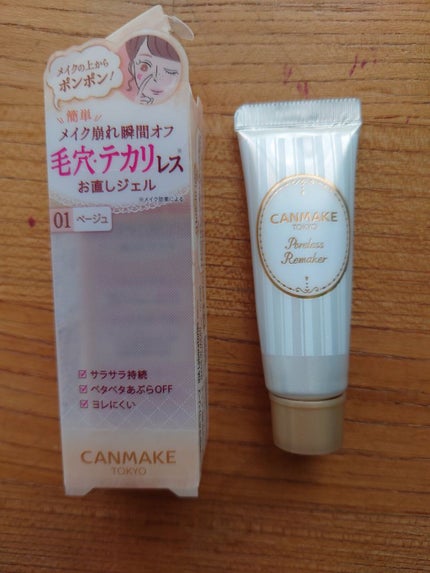 メイクの上から
ポンポン！
簡単
メイク崩れ瞬間オフ
毛穴・テカリレス※
お直しジェル
※メイク効果による
01 ベージュ
サラサラ持続
ベタベタあぶらOFF
ヨレにくい
CANMAKE
TOKYO
CANMAKE
TOKYO
Poreless
Remaker